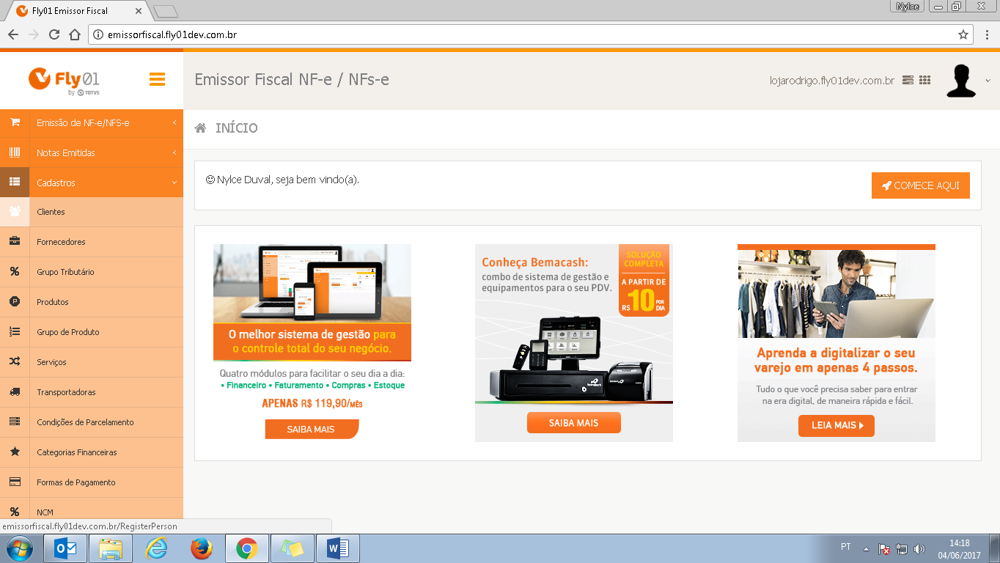 Fly01 Emissor Fiscal
Nylce
emissorfiscal.fly01dev.com.br
Fly01
by TOTVS
Emissor Fiscal NF-e / NFs-e
lojarodrigo.fly01dev.com.br
Emissão de NF-e/NFS-e
Notas Emitidas
Cadastros
Clientes
Fornecedores
Grupo Tributário
Produtos
Grupo de Produto
Serviços
Transportadoras
Condições de Parcelamento
Categorias Financeiras
Formas de Pagamento
NCM
INÍCIO
Nylce Duval, seja bem vindo(a).
COMECE AQUI
O melhor sistema de gestão para
o controle total do seu negócio.
Quatro módulos para facilitar o seu dia a dia:
• Financeiro • Faturamento • Compras • Estoque
APENAS R$ 119,90/MÊS
SAIBA MAIS
Conheça Bemacash:
combo de sistema de gestão e
equipamentos para o seu PDV.
SOLUÇÃO
COMPLETA
A PARTIR DE
R$ 10 POR DIA
bematech
SAIBA MAIS
Aprenda a digitalizar o seu
varejo em apenas 4 passos.
Tudo o que você precisa saber para entrar
na era digital, de maneira rápida e fácil.
LEIA MAIS
emissorfiscal.fly01dev.com.br/RegisterPerson
PT
14:18
04/06/2017